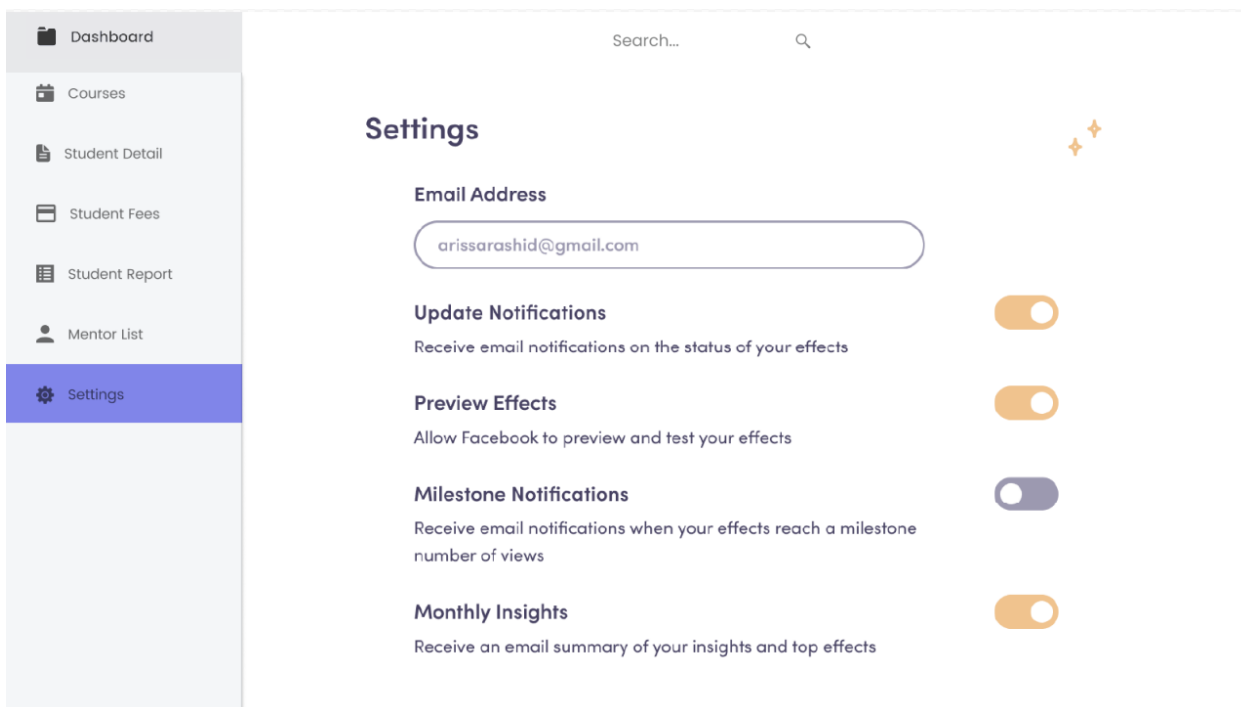 Dashboard
Search...
Courses
Settings
Student Detail
Email Address
Student Fees
arissarashid@gmail.com
Student Report
Update Notifications
Mentor List
Receive email notifications on the status of your effects
Settings
Preview Effects
Allow Facebook to preview and test your effects
Milestone Notifications
Receive email notifications when your effects reach a milestone
number of views
Monthly Insights
Receive an email summary of your insights and top effects